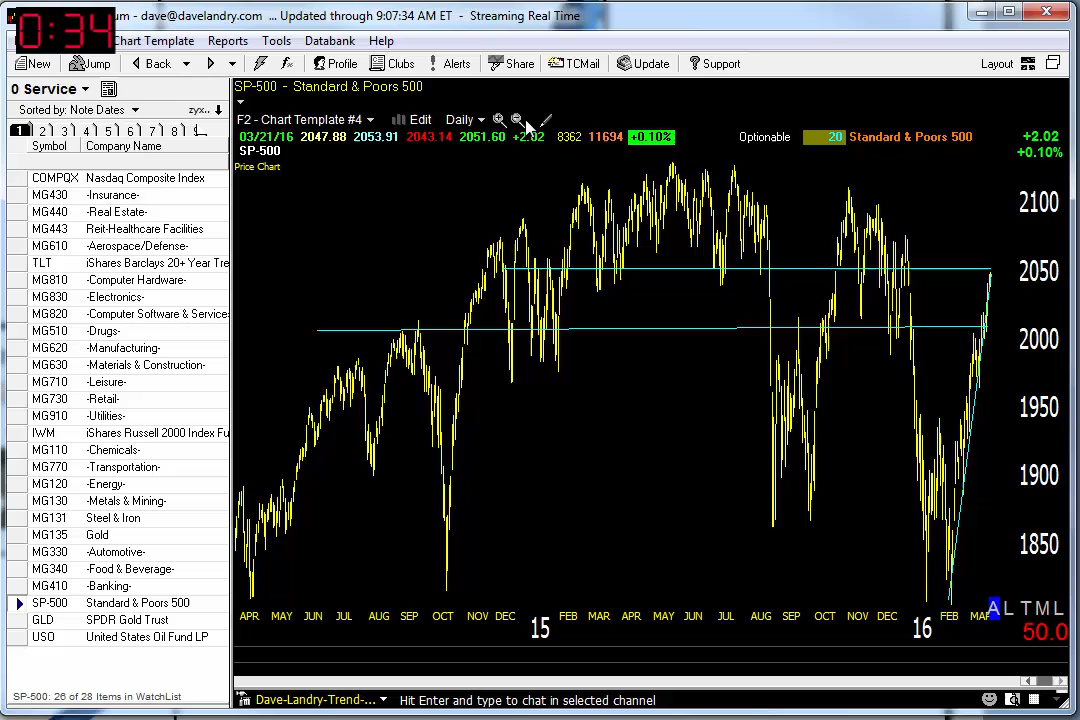 0:34
um - dave@davelandry.com ... Updated through 9:07:34 AM ET - Streaming Real Time
Chart Template Reports Tools Databank Help
New Jump Back Profile Clubs Alerts Share TCMail Update Support Layout
0 Service
Sorted by: Note Dates zyx..
1 2 3 4 5 6 7 8
Symbol Company Name
COMPQX Nasdaq Composite Index
MG430 -Insurance-
MG440 -Real Estate-
MG443 Reit-Healthcare Facilities
MG610 -Aerospace/Defense-
TLT iShares Barclays 20+ Year Tre
MG810 -Computer Hardware-
MG830 -Electronics-
MG820 -Computer Software & Service
MG510 -Drugs-
MG620 -Manufacturing-
MG630 -Materials & Construction-
MG710 -Leisure-
MG730 -Retail-
MG910 -Utilities-
IWM iShares Russell 2000 Index Fu
MG110 -Chemicals-
MG770 -Transportation-
MG120 -Energy-
MG130 -Metals & Mining-
MG131 Steel & Iron
MG135 Gold
MG330 -Automotive-
MG340 -Food & Beverage-
MG410 -Banking-
SP-500 Standard & Poors 500
GLD SPDR Gold Trust
USO United States Oil Fund LP
SP-500: 26 of 28 Items in WatchList
SP-500 - Standard & Poors 500
F2 - Chart Template #4 Edit Daily
03/21/16 2047.88 2053.91 2043.14 2051.60 +2.02 8362 11694 +0.10% Optionable 20 Standard & Poors 500 +2.02
SP-500 +0.10%
Price Chart
2100
2050
2000
1950
1900
1850
A L T M L
APR MAY JUN JUL AUG SEP OCT NOV DEC FEB MAR APR MAY JUN JUL AUG SEP OCT NOV DEC FEB MAR
15 16 50.0
Dave-Landry-Trend-... Hit Enter and type to chat in selected channel